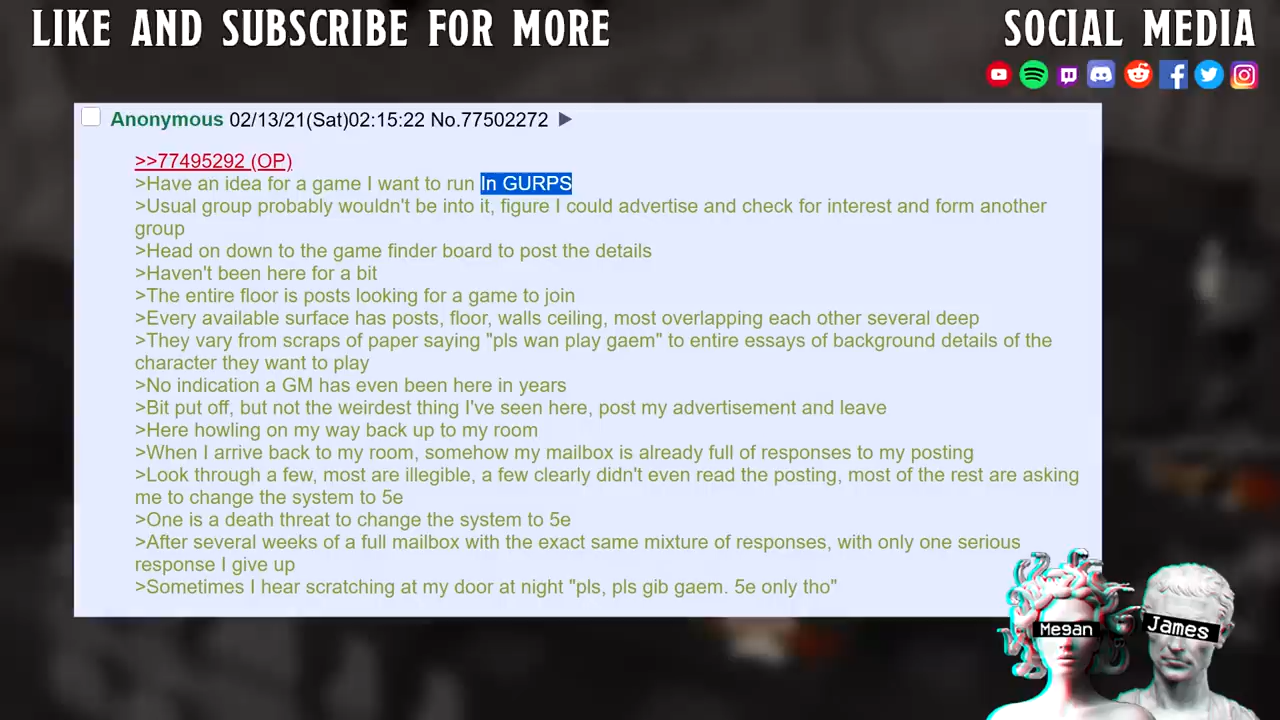 LIKE AND SUBSCRIBE FOR MORE
SOCIAL MEDIA
Anonymous 02/13/21(Sat)02:15:22 No.77502272 ▶
>>77495292 (OP)
>Have an idea for a game I want to run In GURPS
>Usual group probably wouldn't be into it, figure I could advertise and check for interest and form another
group
>Head on down to the game finder board to post the details
>Haven't been here for a bit
>The entire floor is posts looking for a game to join
>Every available surface has posts, floor, walls ceiling, most overlapping each other several deep
>They vary from scraps of paper saying "pls wan play gaem" to entire essays of background details of the
character they want to play
>No indication a GM has even been here in years
>Bit put off, but not the weirdest thing I've seen here, post my advertisement and leave
>Here howling on my way back up to my room
>When I arrive back to my room, somehow my mailbox is already full of responses to my posting
>Look through a few, most are illegible, a few clearly didn't even read the posting, most of the rest are asking
me to change the system to 5e
>One is a death threat to change the system to 5e
>After several weeks of a full mailbox with the exact same mixture of responses, with only one serious
response I give up
>Sometimes I hear scratching at my door at night "pls, pls gib gaem. 5e only tho"
Megan
James